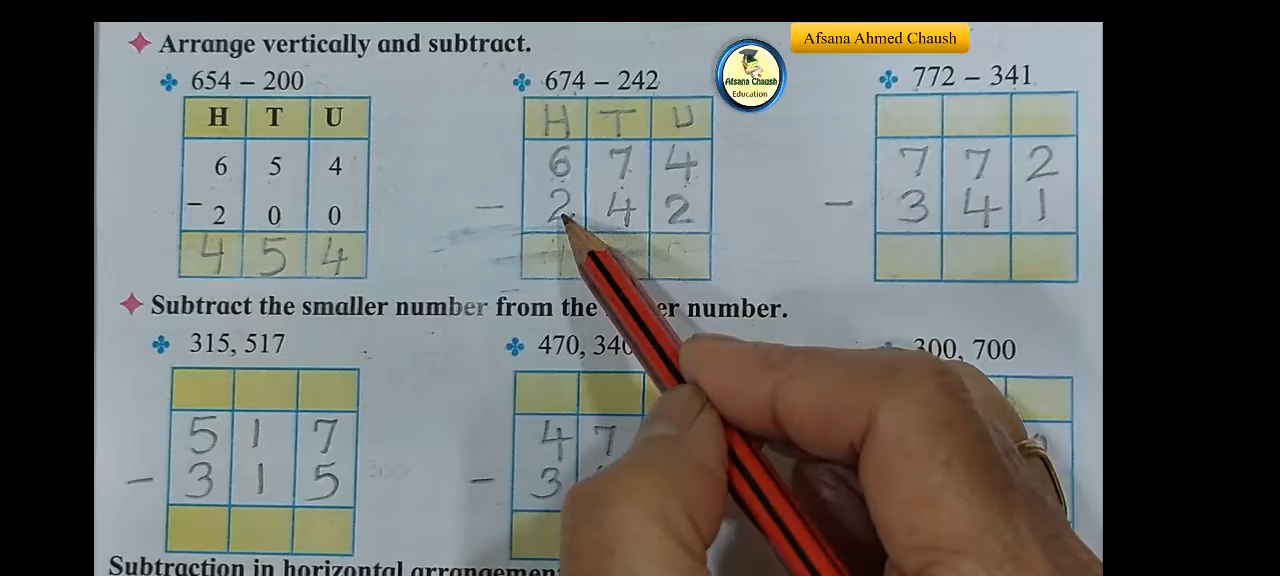 Afsana Ahmed Chaush
Afsana Chaush
Education
Arrange vertically and subtract.
654 – 200
H T U
6 5 4
- 2 0 0
4 5 4
674 – 242
H T U
6 7 4
- 2 4 2
772 – 341
7 7 2
- 3 4 1
Subtract the smaller number from the number.
315, 517
5 1 7
- 3 1 5
470,
4 7
- 3
300, 700
Subtraction in horizontal